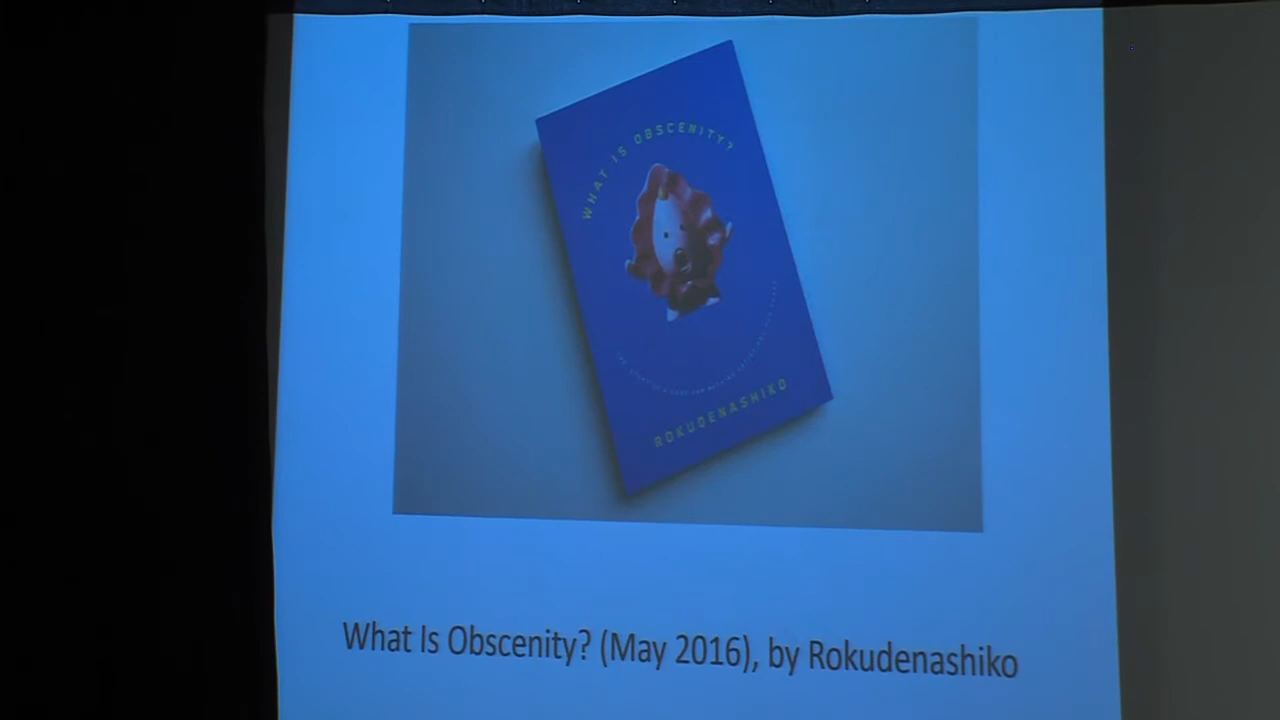 WHAT IS OBSCENITY?
ROKUDENASHIKO
What Is Obscenity? (May 2016), by Rokudenashiko